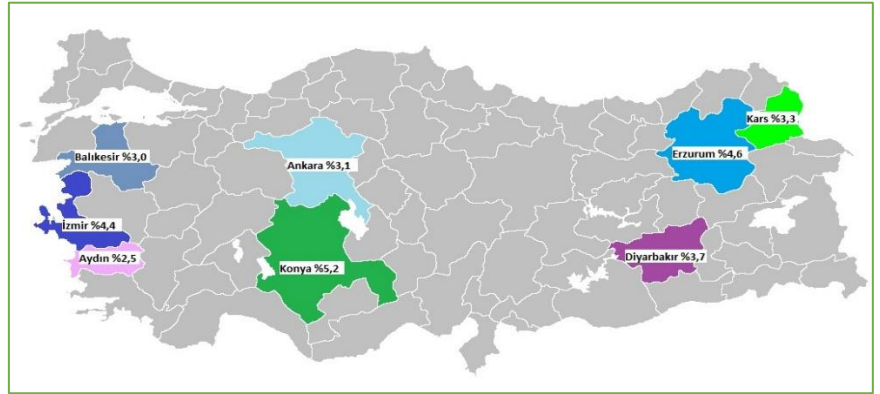 Kars %3,3
Balıkesir %3,0
Ankara %3,1
Erzurum %4,6
İzmir %4,4
Aydın %2,5
Diyarbakır %3,7
Konya %5,2